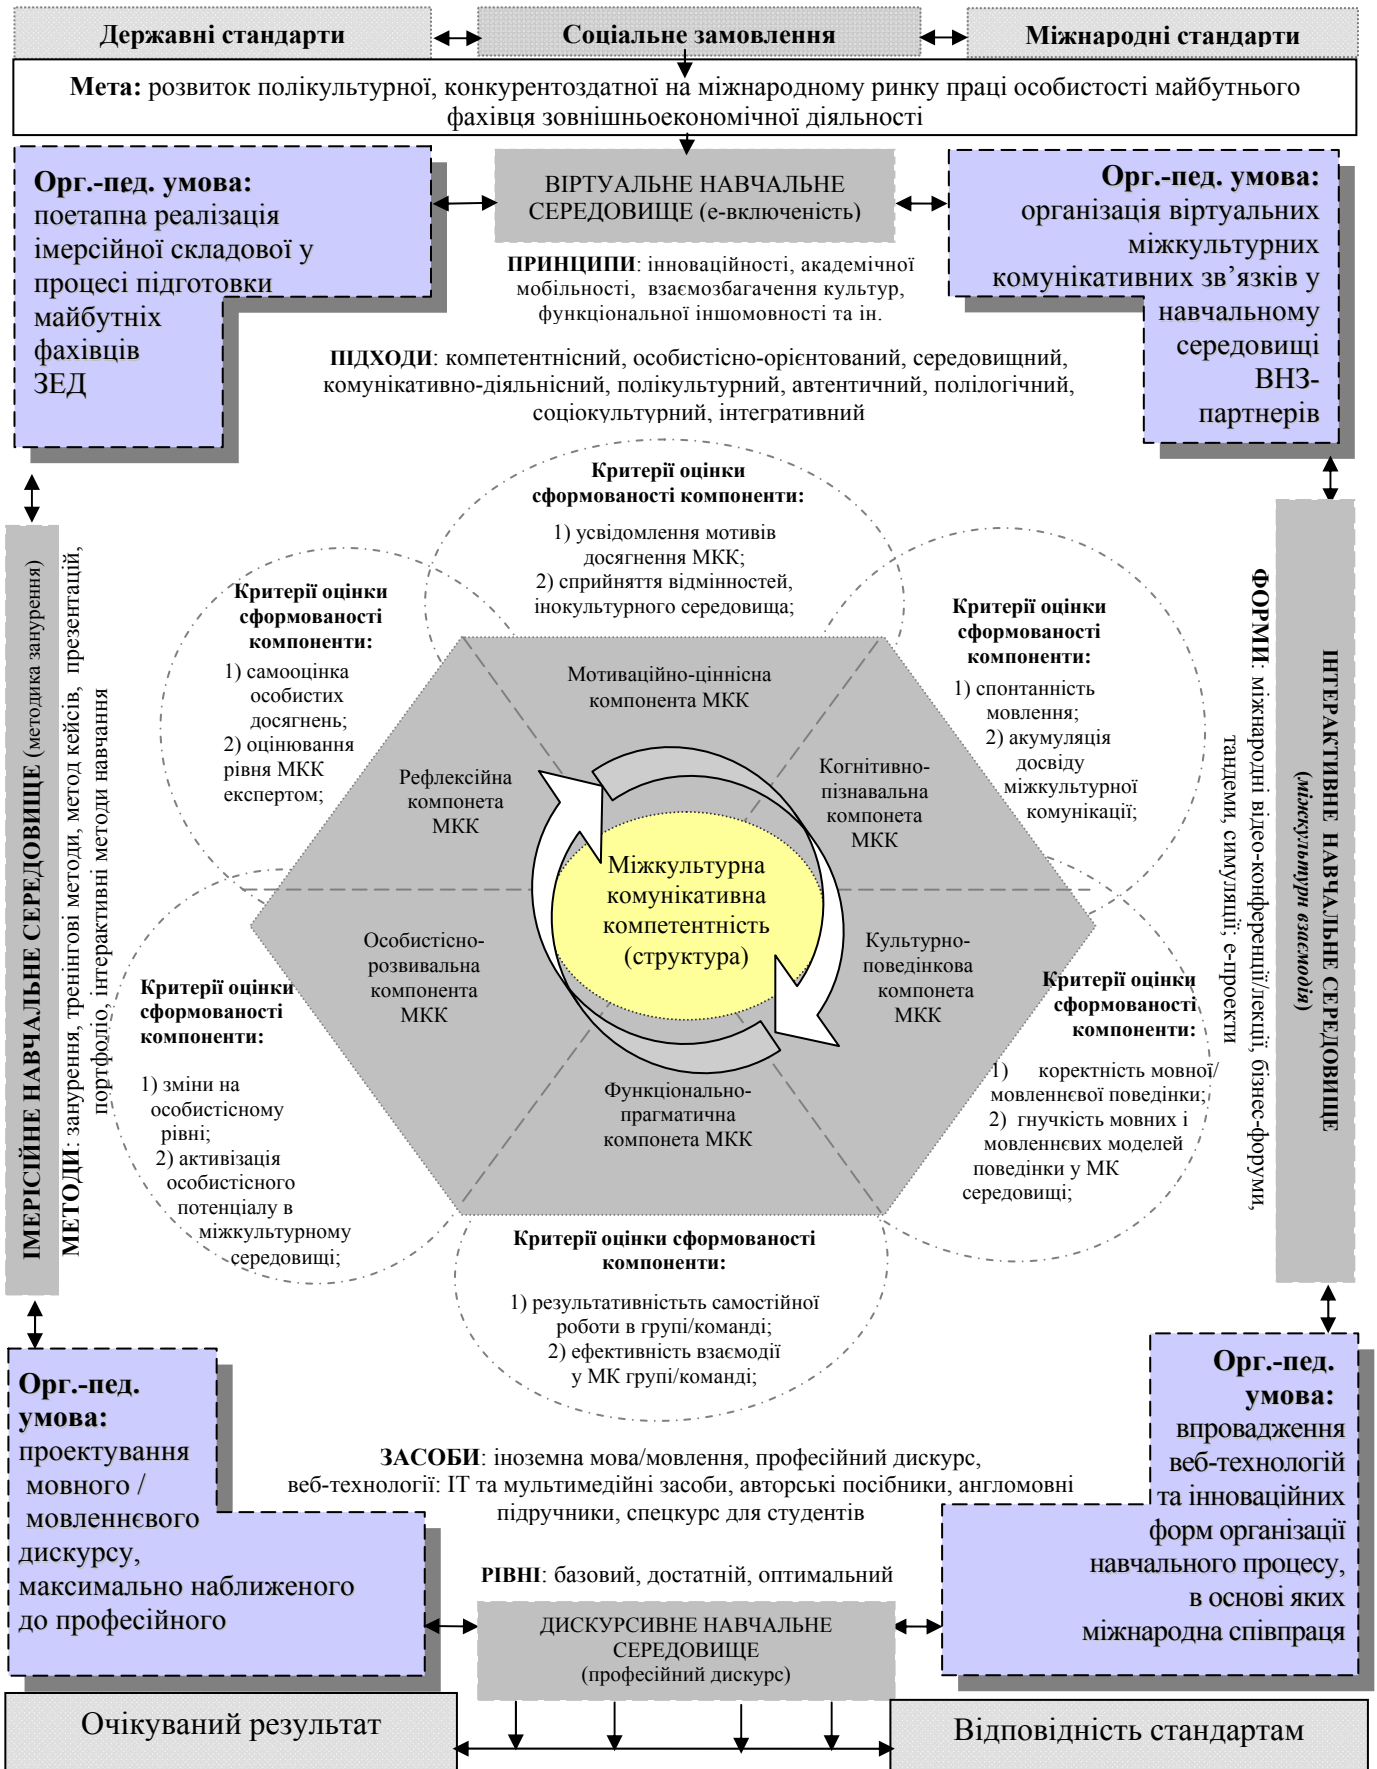 Державні стандарти
Соціальне замовлення
Міжнародні стандарти
Мета: розвиток полікультурної, конкурентоздатної на міжнародному ринку праці особистості майбутнього
фахівця зовнішньоекономічної діяльності
Орг.-пед. умова:
поетапна реалізація
імерсійної складової у
процесі підготовки
майбутніх
фахівців
ЗЕД
ВІРТУАЛЬНЕ НАВЧАЛЬНЕ
СЕРЕДОВИЩЕ (е-включеність)
Орг.-пед. умова:
організація віртуальних
міжкультурних
комунікативних зв’язків у
навчальному
середовищі
ВНЗ-
партнерів
ПРИНЦИПИ: інноваційності, академічної
мобільності, взаємозбагачення культур,
функціональної іншомовності та ін.
ПІДХОДИ: компетентнісний, особистісно-орієнтований, середовищний,
комунікативно-діяльнісний, полікультурний, автентичний, полілогічний,
соціокультурний, інтегративний
ІМЕРІСІЙНЕ НАВЧАЛЬНЕ СЕРЕДОВИЩЕ (методика занурення)
МЕТОДИ: занурення, тренінгові методи, метод кейсів, презентацій,
портфоліо, інтерактивні методи навчання
Критерії оцінки
сформованості компоненти:
1) усвідомлення мотивів
досягнення МКК;
2) сприйняття відмінностей,
інокультурного середовища;
Критерії оцінки
сформованості
компоненти:
1) самооцінка
особистих
досягнень;
2) оцінювання
рівня МКК
експертом;
Критерії оцінки
сформованості
компоненти:
1) спонтанність
мовлення;
2) акумуляція
досвіду
міжкультурної
комунікації;
ІНТЕРАКТИВНЕ НАВЧАЛЬНЕ СЕРЕДОВИЩЕ
(міжкультурн взаємодія)
ФОРМИ: міжнародні відео-конференції/лекції, бізнес-форуми,
тандеми, симуляції; е-проекти
Мотиваційно-ціннісна
компонента МКК
Рефлексійна
компонета
МКК
Когнітивно-
пізнавальна
компонета
МКК
Міжкультурна
комунікативна
компетентність
(структура)
Особистісно-
розвивальна
компонента
МКК
Культурно-
поведінкова
компонета
МКК
Функціонально-
прагматична
компонета МКК
Критерії оцінки
сформованості
компоненти:
1) зміни на
особистісному
рівні;
2) активізація
особистісного
потенціалу в
міжкультурному
середовищі;
Критерії оцінки
сформованості
компоненти:
1) коректність мовної/
мовленнєвої поведінки;
2) гнучкість мовних і
мовленнєвих моделей
поведінки у МК
середовищі;
Критерії оцінки сформованості
компоненти:
1) результативністьть самостійної
роботи в групі/команді;
2) ефективність взаємодії
у МК групі/команді;
Орг.-пед.
умова:
проектування
мовного /
мовленнєвого
дискурсу,
максимально наближеного
до професійного
ЗАСОБИ: іноземна мова/мовлення, професійний дискурс,
веб-технології: ІТ та мультимедійні засоби, авторські посібники, англомовні
підручники, спецкурс для студентів
РІВНІ: базовий, достатній, оптимальний
Орг.-пед.
умова:
впровадження
веб-технологій
та інноваційних
форм організації
навчального процесу,
в основі яких
міжнародна співпраця
ДИСКУРСИВНЕ НАВЧАЛЬНЕ
СЕРЕДОВИЩЕ
(професійний дискурс)
Очікуваний результат
Відповідність стандартам